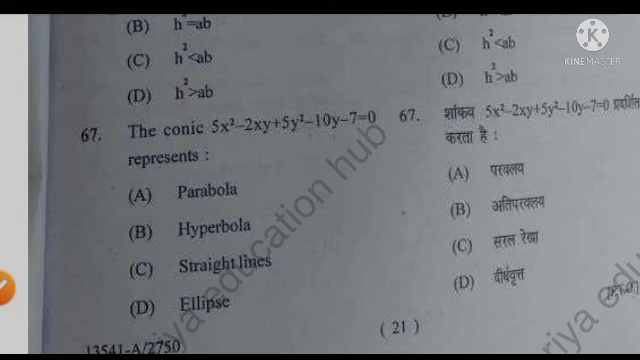 (B) h²=ab
(C) h²<ab
(D) h²>ab
(C) h²<ab
(D) h²>ab
KINEMASTER
67. The conic 5x²–2xy+5y²–10y–7=0
represents :
(A) Parabola
(B) Hyperbola
(C) Straight lines
(D) Ellipse
67. शांकव 5x²–2xy+5y²–10y–7=0 प्रदर्शित
करता है :
(A) परवलय
(B) अतिपरवलय
(C) सरल रेखा
(D) दीर्घवृत्त
13541-A/2750
( 21 )
education hub